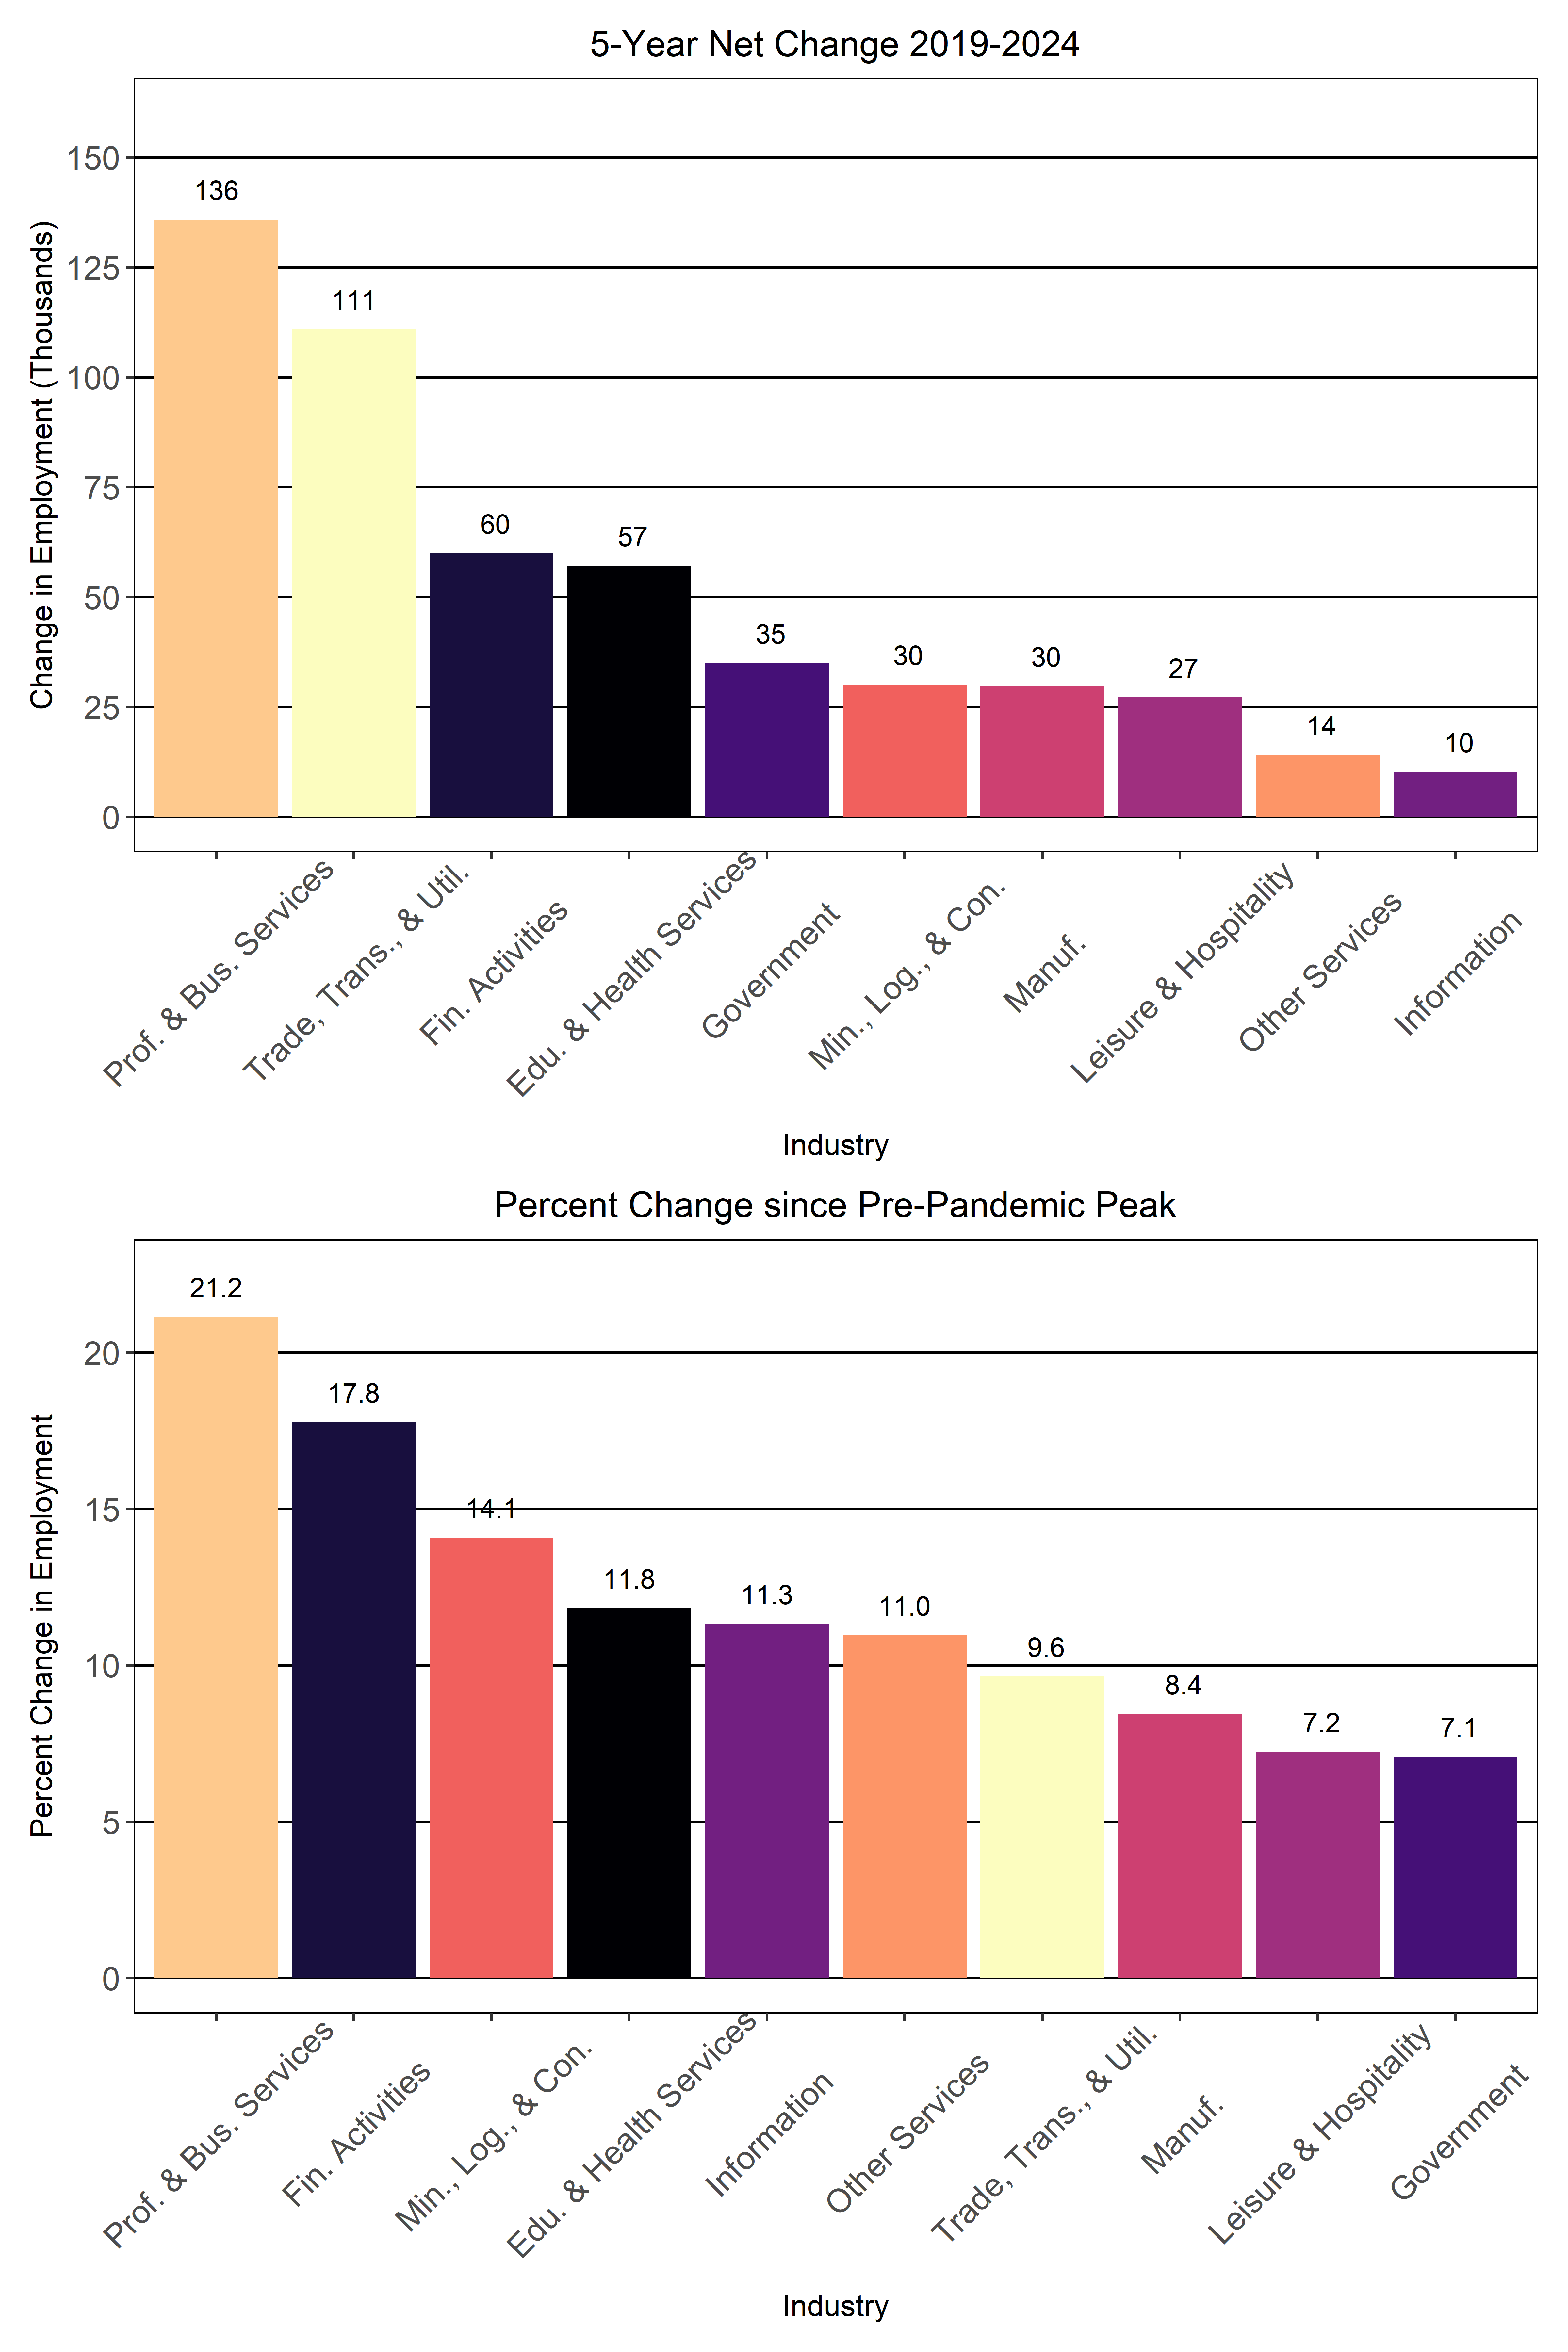 5-Year Net Change 2019-2024
Change in Employment (Thousands)
150
125
100
75
50
25
0
136
111
60
57
35
30
30
27
14
10
Prof. & Bus. Services
Trade, Trans., & Util.
Fin. Activities
Edu. & Health Services
Government
Min., Log., & Con.
Manuf.
Leisure & Hospitality
Other Services
Information
Industry
Percent Change since Pre-Pandemic Peak
Percent Change in Employment
20
15
10
5
0
21.2
17.8
14.1
11.8
11.3
11.0
9.6
8.4
7.2
7.1
Prof. & Bus. Services
Fin. Activities
Min., Log., & Con.
Edu. & Health Services
Information
Other Services
Trade, Trans., & Util.
Manuf.
Leisure & Hospitality
Government
Industry